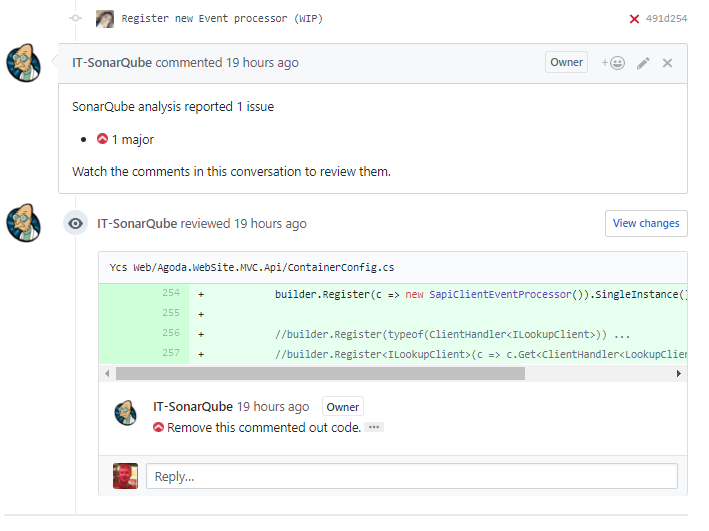 Register new Event processor (WIP) 491d254
IT-SonarQube commented 19 hours ago Owner
SonarQube analysis reported 1 issue
1 major
Watch the comments in this conversation to review them.
IT-SonarQube reviewed 19 hours ago View changes
Ycs Web/Agoda.WebSite.MVC.Api/ContainerConfig.cs
254 + builder.Register(c => new SapiClientEventProcessor()).SingleInstance()
255 +
256 + //builder.Register(typeof(ClientHandler<ILookupClient>)) ...
257 + //builder.Register<ILookupClient>(c => c.Get<ClientHandler<LookupClie
IT-SonarQube 19 hours ago Owner
Remove this commented out code. ...
Reply...